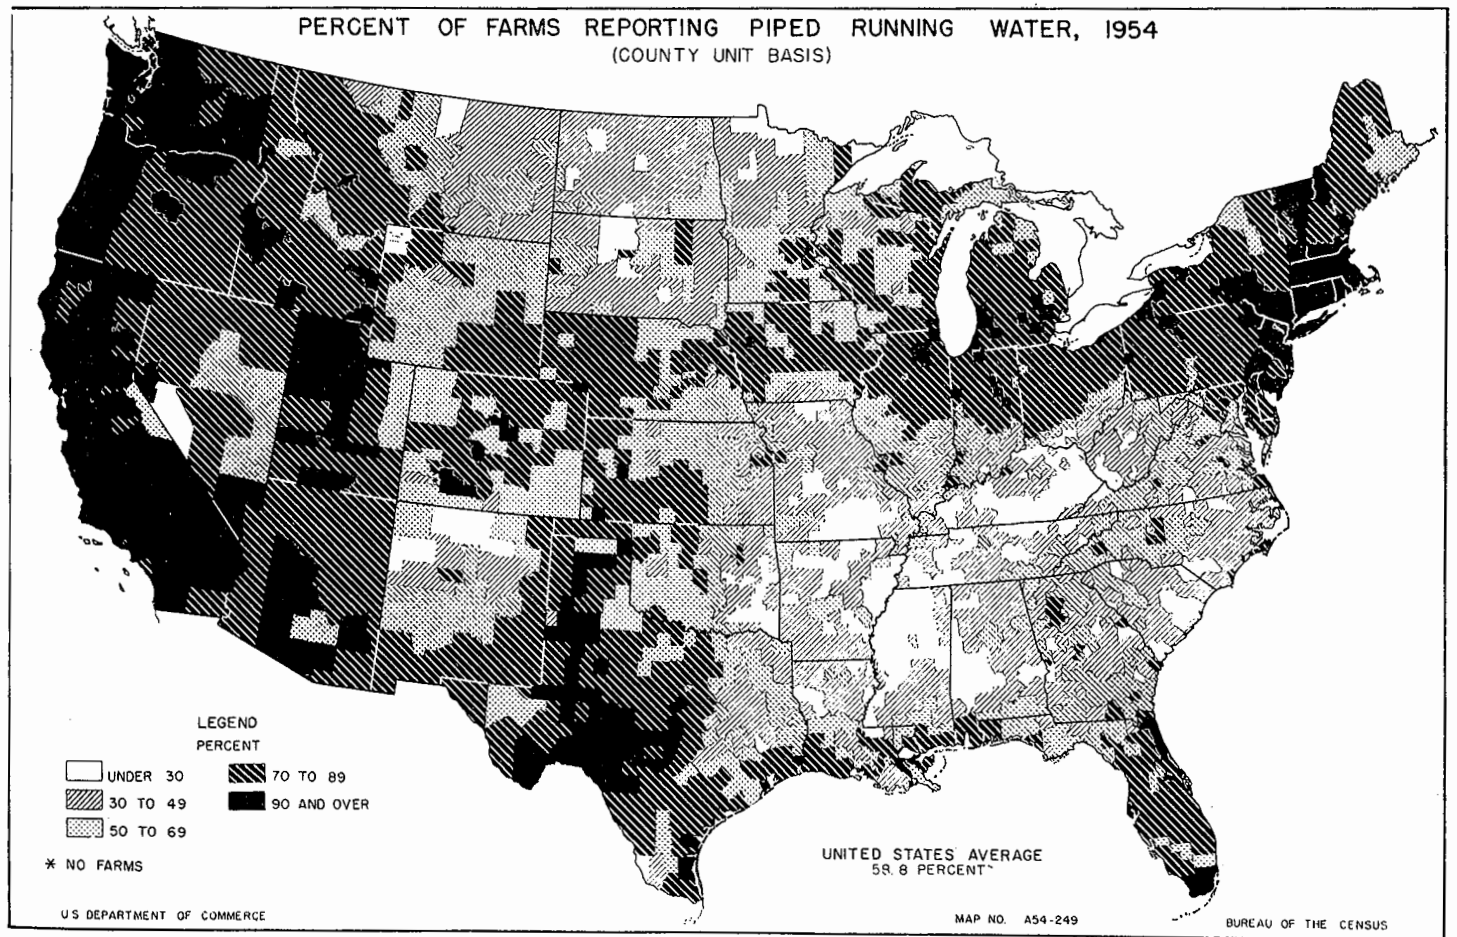 PERCENT OF FARMS REPORTING PIPED RUNNING WATER, 1954
(COUNTY UNIT BASIS)
LEGEND
PERCENT
UNDER 30
30 TO 49
50 TO 69
70 TO 89
90 AND OVER
* NO FARMS
UNITED STATES AVERAGE
58.8 PERCENT
US DEPARTMENT OF COMMERCE
MAP NO. A54-249
BUREAU OF THE CENSUS